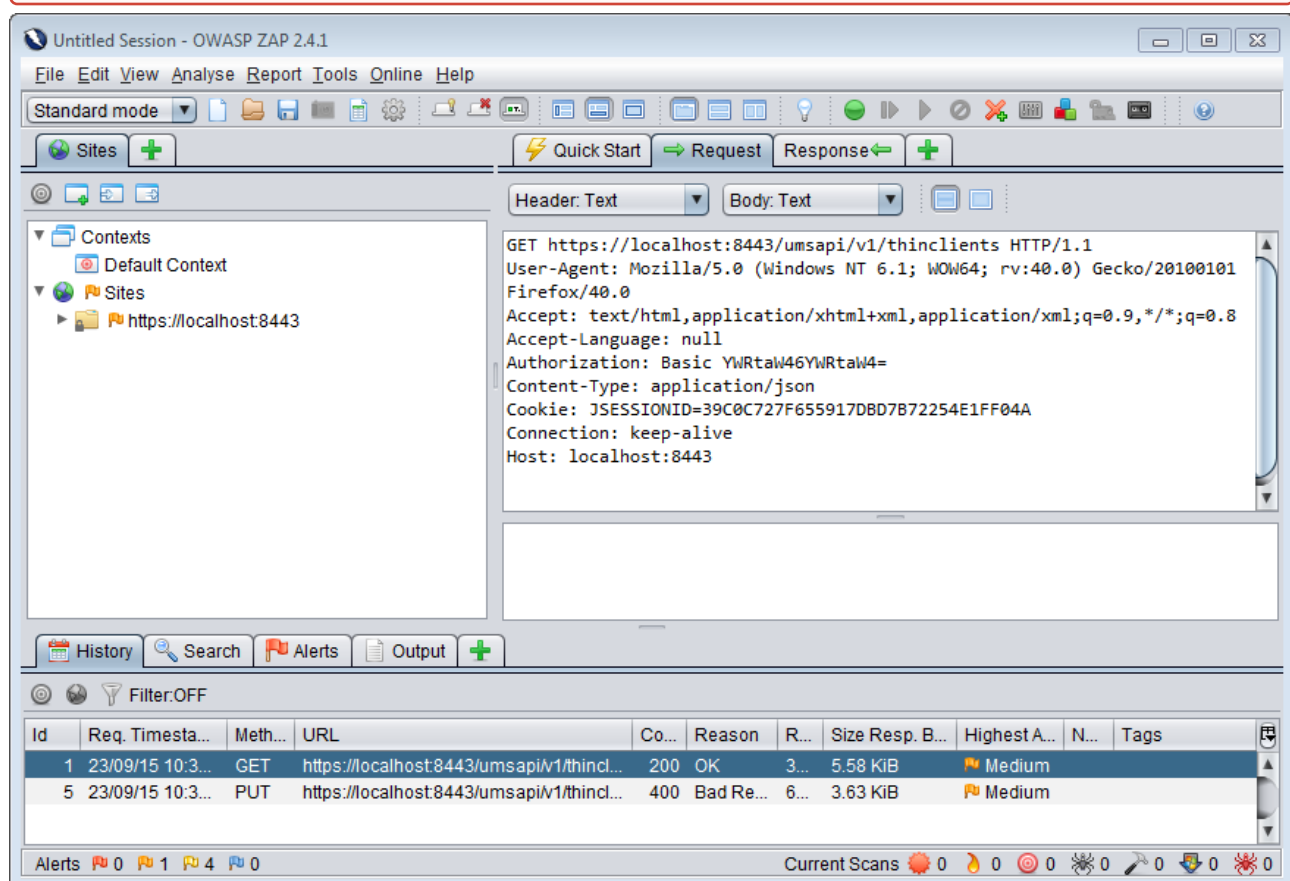 Untitled Session - OWASP ZAP 2.4.1
File Edit View Analyse Report Tools Online Help
Standard mode
Sites
Quick Start Request Response
Header: Text Body: Text
Contexts
Default Context
Sites
https://localhost:8443
GET https://localhost:8443/umsapi/v1/thinclients HTTP/1.1
User-Agent: Mozilla/5.0 (Windows NT 6.1; WOW64; rv:40.0) Gecko/20100101
Firefox/40.0
Accept: text/html,application/xhtml+xml,application/xml;q=0.9,*/*;q=0.8
Accept-Language: null
Authorization: Basic YWRtaW46YWRtaW4=
Content-Type: application/json
Cookie: JSESSIONID=39C0C727F655917DBD7B72254E1FF04A
Connection: keep-alive
Host: localhost:8443
History Search Alerts Output
Filter:OFF
Id Req. Timesta... Meth... URL Co... Reason R... Size Resp. B... Highest A... N... Tags
1 23/09/15 10:3... GET https://localhost:8443/umsapi/v1/thincl... 200 OK 3... 5.58 KiB Medium
5 23/09/15 10:3... PUT https://localhost:8443/umsapi/v1/thincl... 400 Bad Re... 6... 3.63 KiB Medium
Alerts 0 1 4 0 Current Scans 0 0 0 0 0 0 0